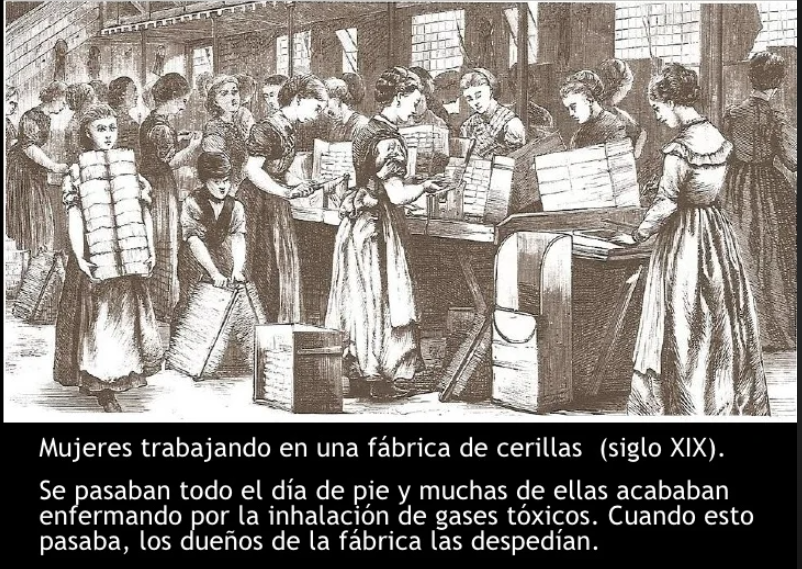 Mujeres trabajando en una fábrica de cerillas (siglo XIX).
Se pasaban todo el día de pie y muchas de ellas acababan
enfermando por la inhalación de gases tóxicos. Cuando esto
pasaba, los dueños de la fábrica las despedían.